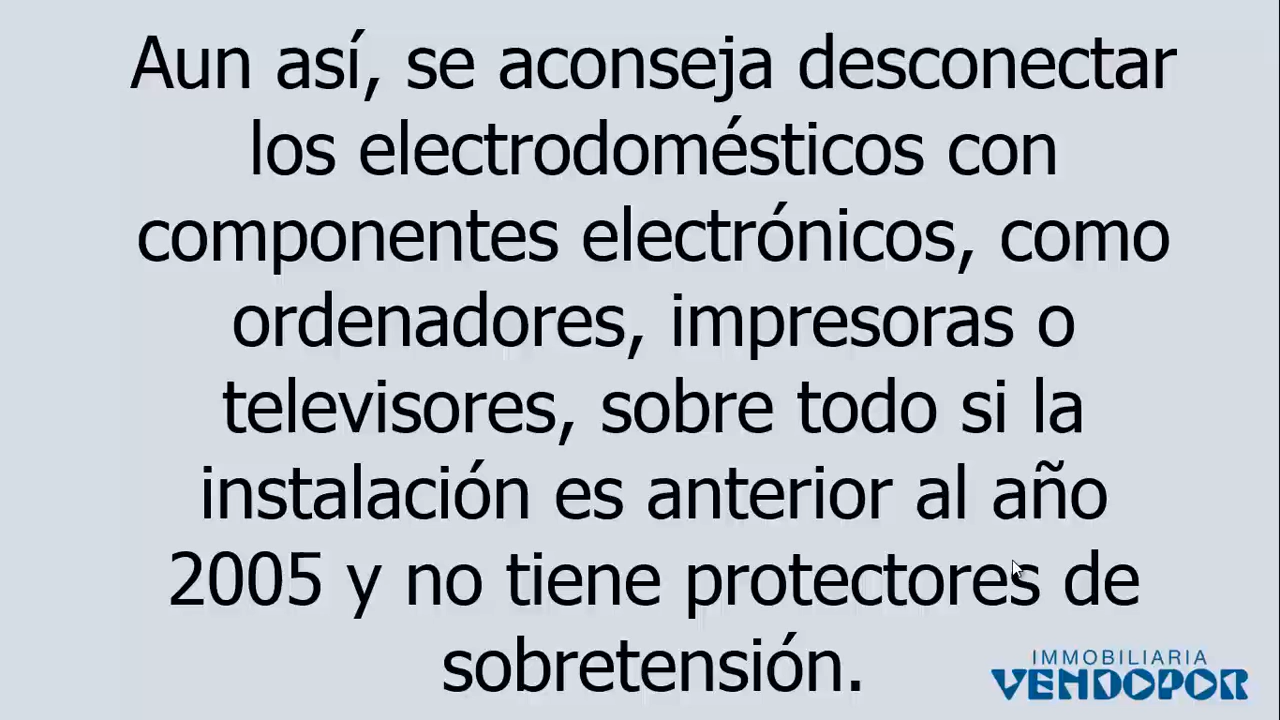 Aun así, se aconseja desconectar
los electrodomésticos con
componentes electrónicos, como
ordenadores, impresoras o
televisores, sobre todo si la
instalación es anterior al año
2005 y no tiene protectores de
sobretensión.
IMMOBILIARIA
VENDOPOR